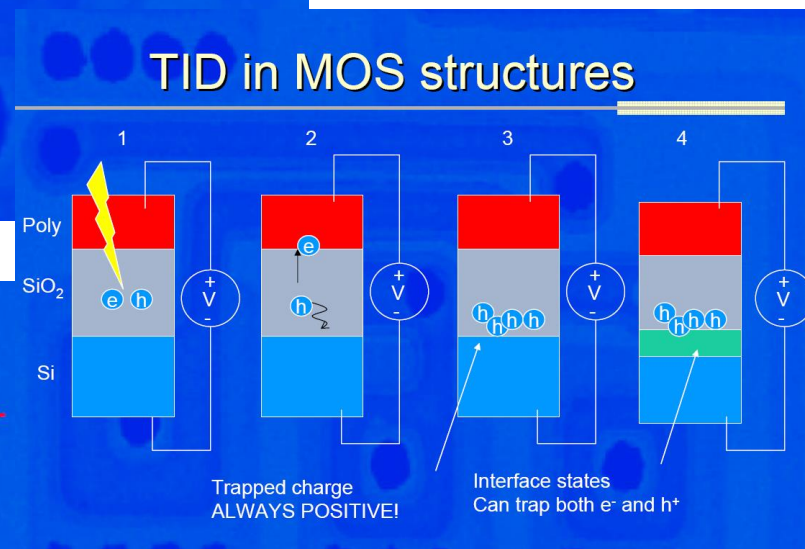 TID in MOS structures
1 2 3 4
Poly
SiO₂
Si
e h
+
V
-
e
h
+
V
-
h h h h
+
V
-
h h h h
+
V
-
Trapped charge
ALWAYS POSITIVE!
Interface states
Can trap both e⁻ and h⁺